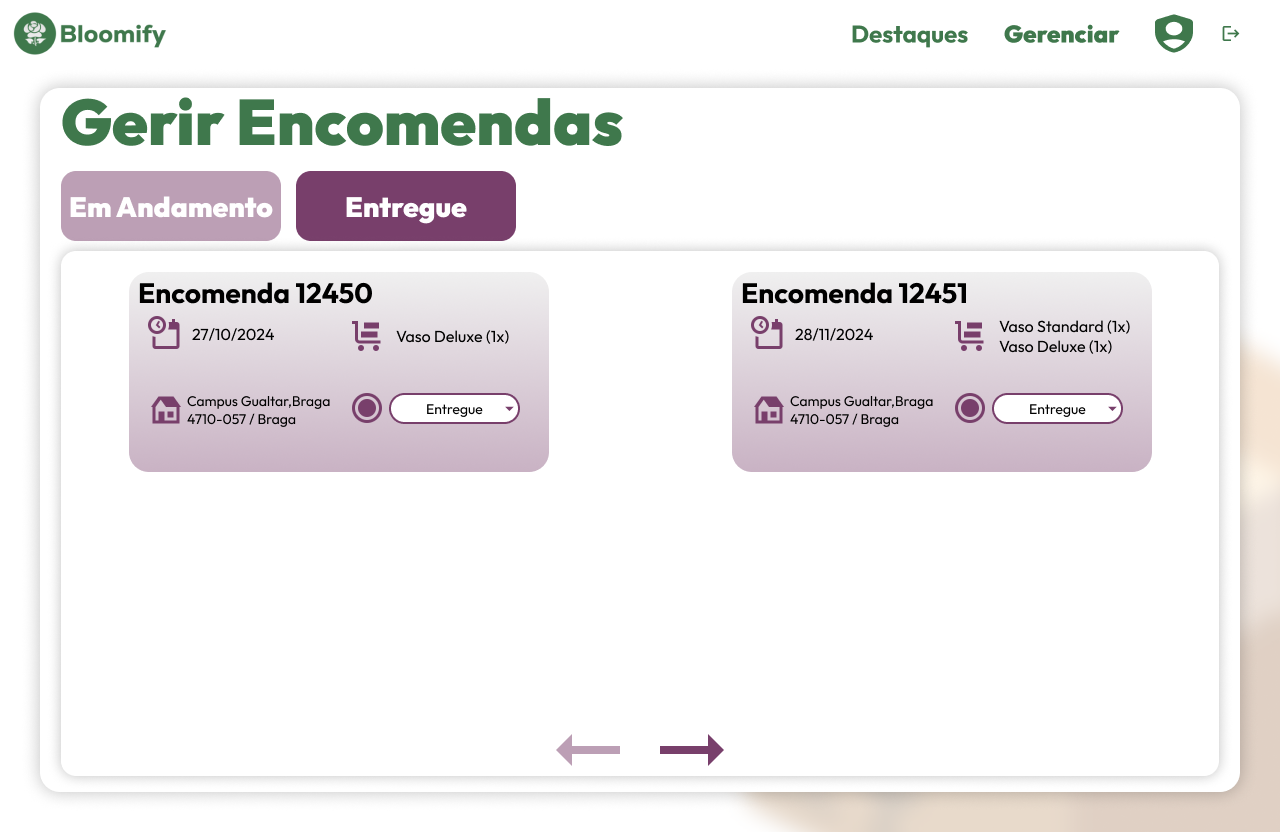 Bloomify
Destaques
Gerenciar
Gerir Encomendas
Em Andamento
Entregue
Encomenda 12450
27/10/2024
Vaso Deluxe (1x)
Campus Gualtar,Braga
4710-057 / Braga
Entregue
Encomenda 12451
28/11/2024
Vaso Standard (1x)
Vaso Deluxe (1x)
Campus Gualtar,Braga
4710-057 / Braga
Entregue